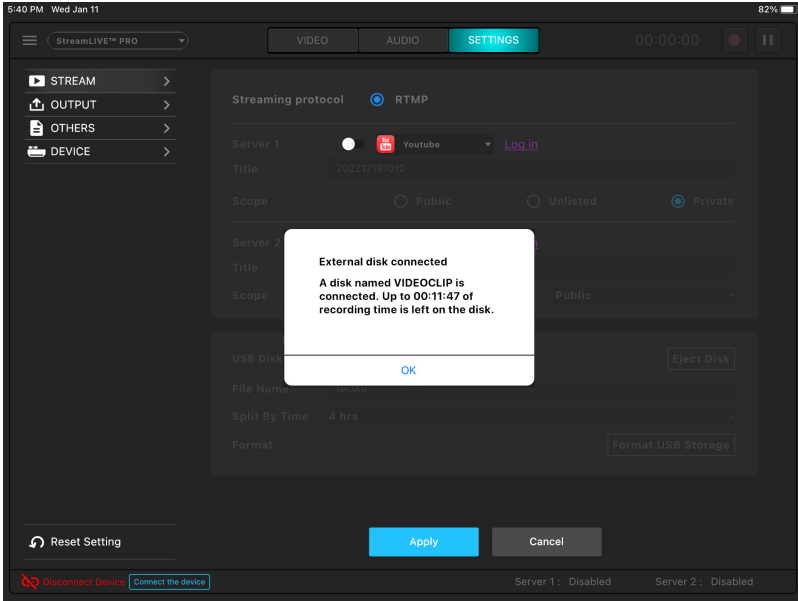 5:40 PM Wed Jan 11
82%
StreamLIVE™ PRO
VIDEO
AUDIO
SETTINGS
00:00:00
STREAM
OUTPUT
OTHERS
DEVICE
Streaming protocol
RTMP
Server 1
You Tube
Youtube
Log in
Title
202212191012
Scope
Public
Unlisted
Private
Server 2
Title
Scope
Public
External disk connected
A disk named VIDEOCLIP is
connected. Up to 00:11:47 of
recording time is left on the disk.
OK
USB Disk
Eject Disk
File Name
record
Split By Time
4 hrs
Format
Format USB Storage
Reset Setting
Apply
Cancel
Disconnect Device
Connect the device
Server 1 : Disabled
Server 2 : Disabled